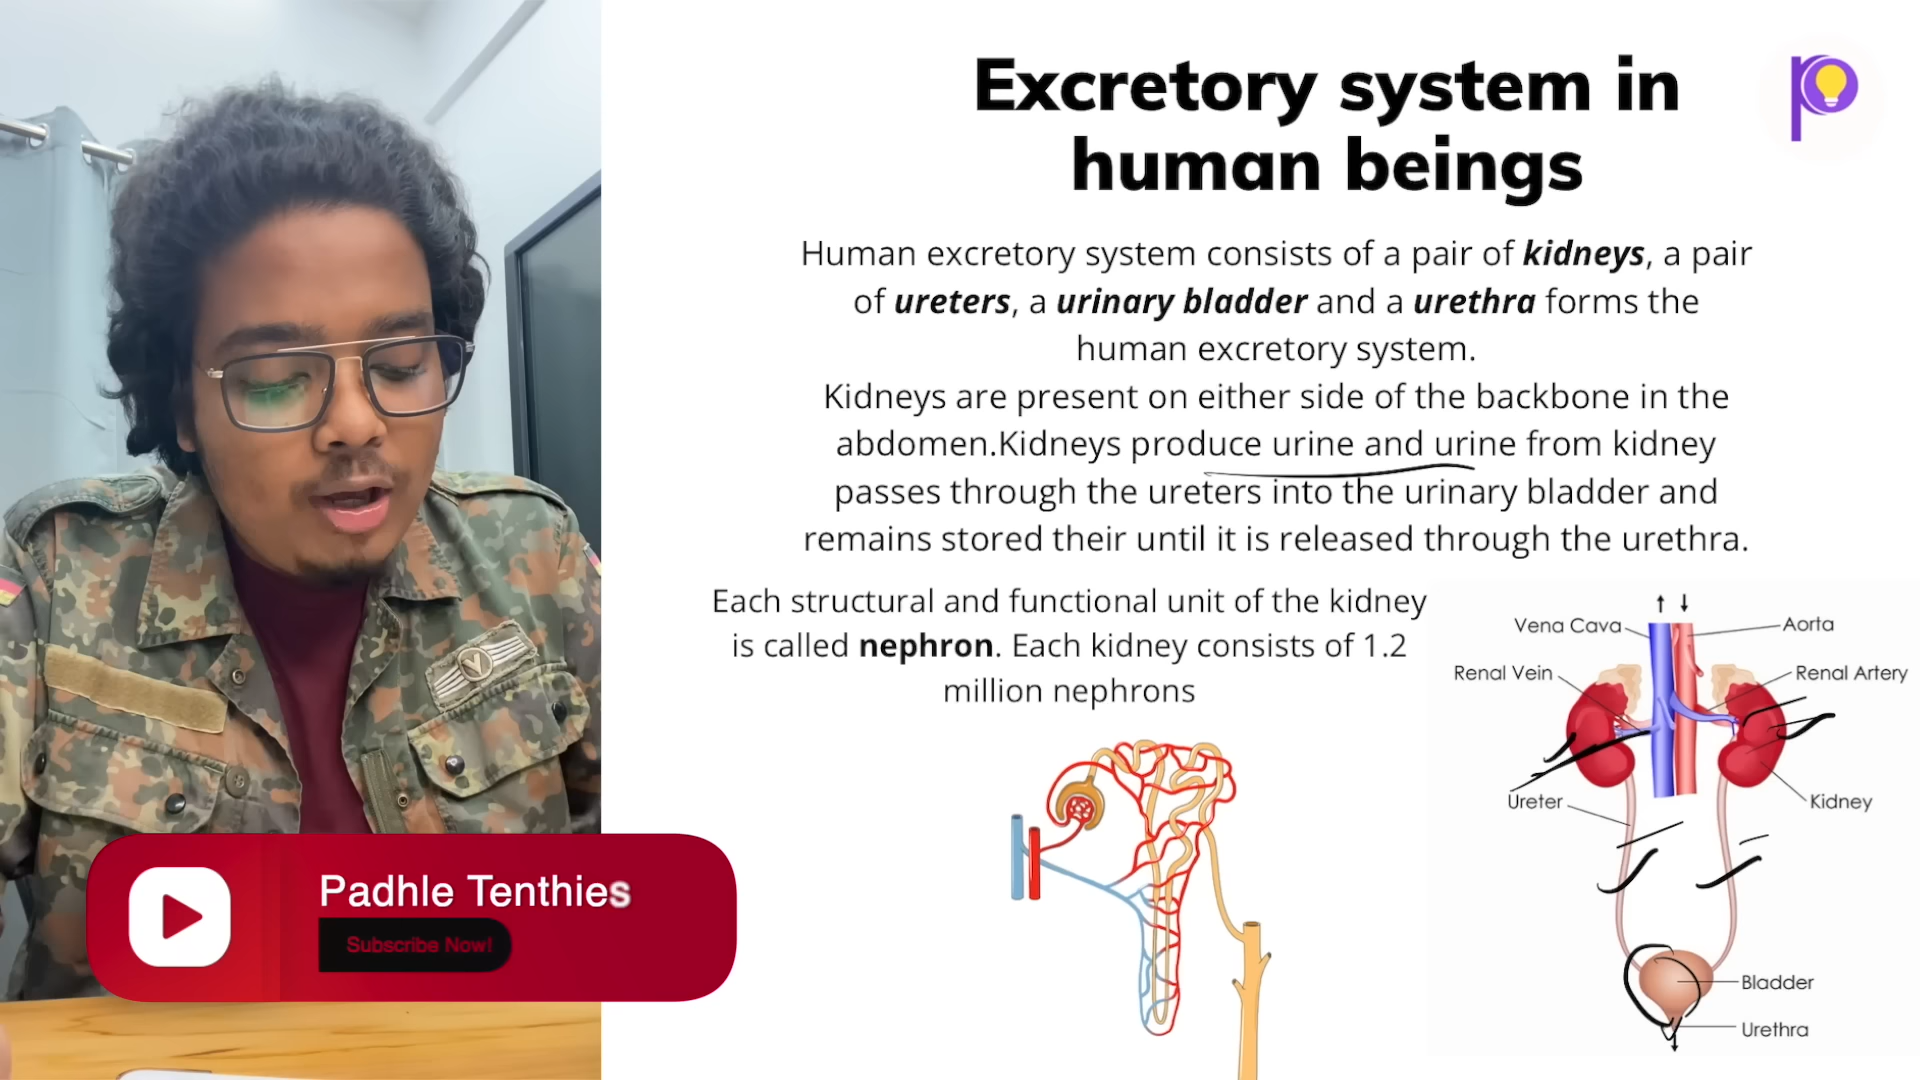 Excretory system in
human beings
Human excretory system consists of a pair of kidneys, a pair
of ureters, a urinary bladder and a urethra forms the
human excretory system.
Kidneys are present on either side of the backbone in the
abdomen.Kidneys produce urine and urine from kidney
passes through the ureters into the urinary bladder and
remains stored their until it is released through the urethra.
Each structural and functional unit of the kidney
is called nephron. Each kidney consists of 1.2
million nephrons
Vena Cava
Aorta
Renal Vein
Renal Artery
Ureter
Kidney
Bladder
Urethra
Padhle Tenthies
Subscribe Now!